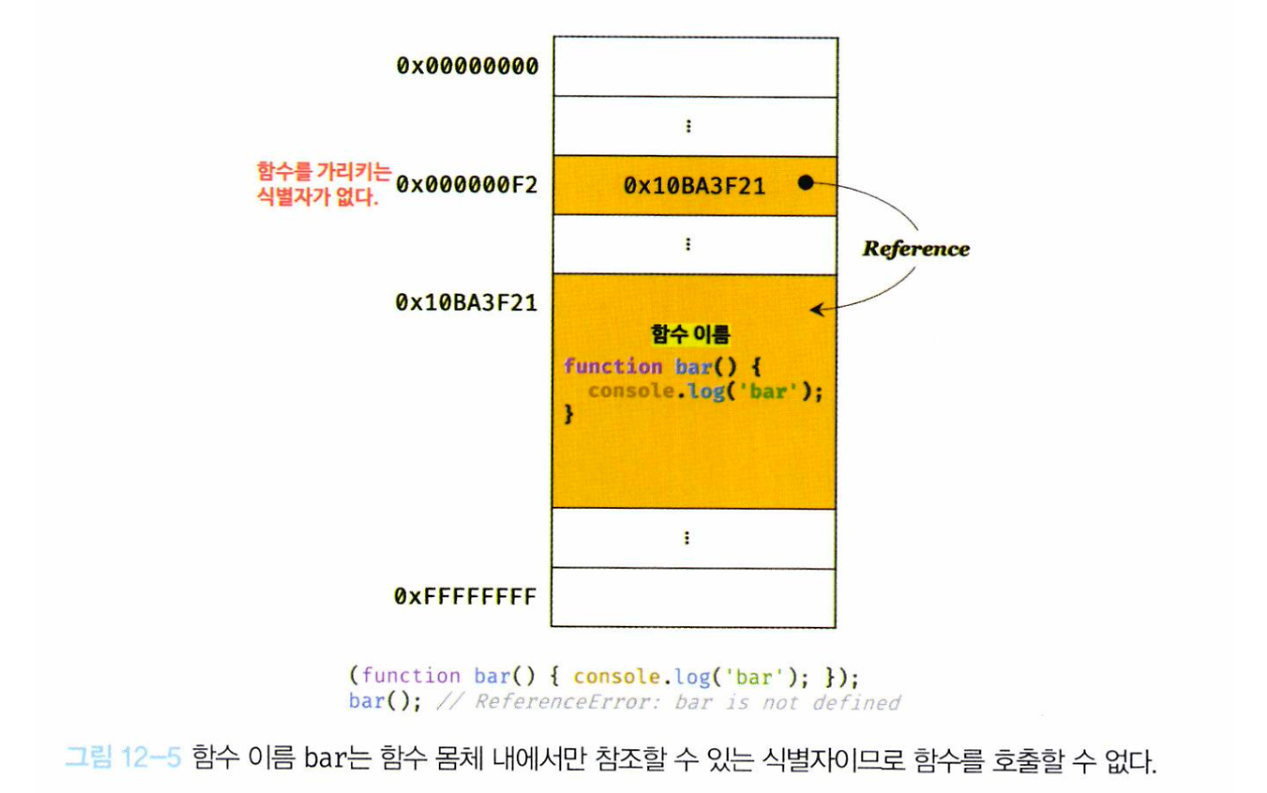 0x00000000
⋮
함수를 가리키는
식별자가 없다.
0x000000F2
0x10BA3F21
⋮
Reference
0x10BA3F21
함수 이름
function bar() {
console.log('bar');
}
⋮
0xFFFFFFFF
(function bar() { console.log('bar'); });
bar(); // ReferenceError: bar is not defined
그림 12-5 함수 이름 bar는 함수 몸체 내에서만 참조할 수 있는 식별자이므로 함수를 호출할 수 없다.